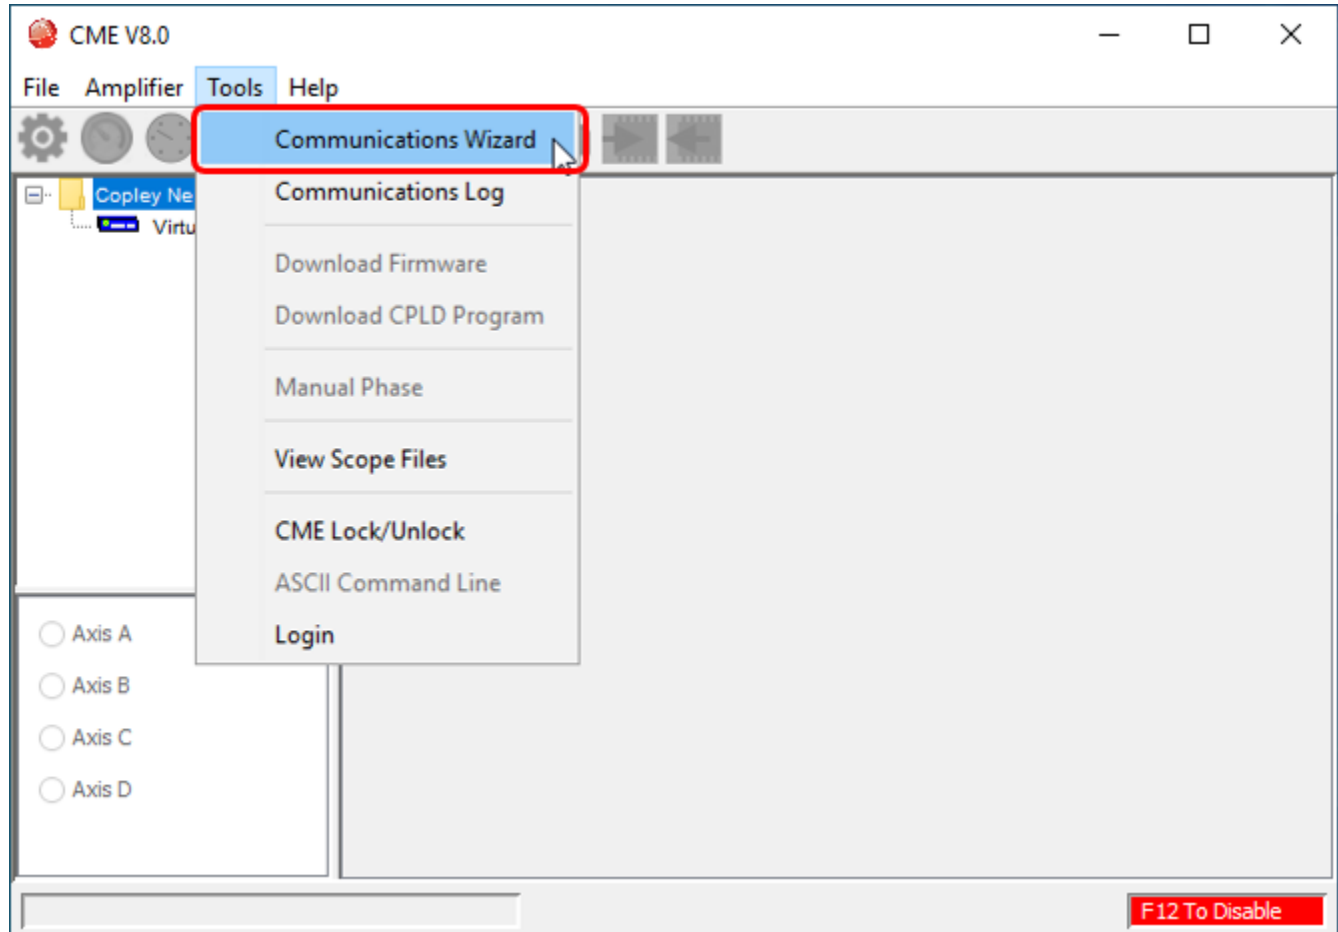 CME V8.0
File Amplifier Tools Help
Communications Wizard
Communications Log
Download Firmware
Download CPLD Program
Manual Phase
View Scope Files
CME Lock/Unlock
ASCII Command Line
Login
Copley Ne
Virtu
Axis A
Axis B
Axis C
Axis D
F12 To Disable